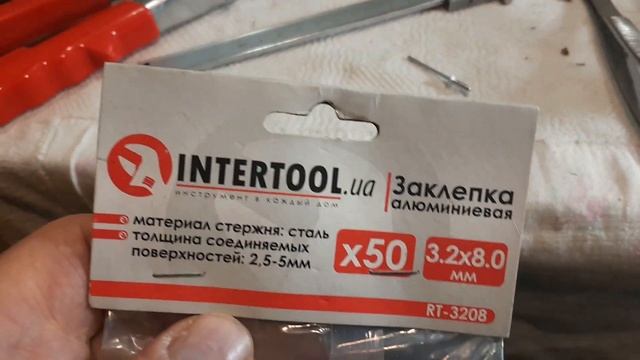 INTERTOOL.ua
инструмент в каждый дом
Заклепка
алюминиевая
материал стержня: сталь
толщина соединяемых
поверхностей: 2,5-5мм
x50
3.2x8.0
мм
RT-3208